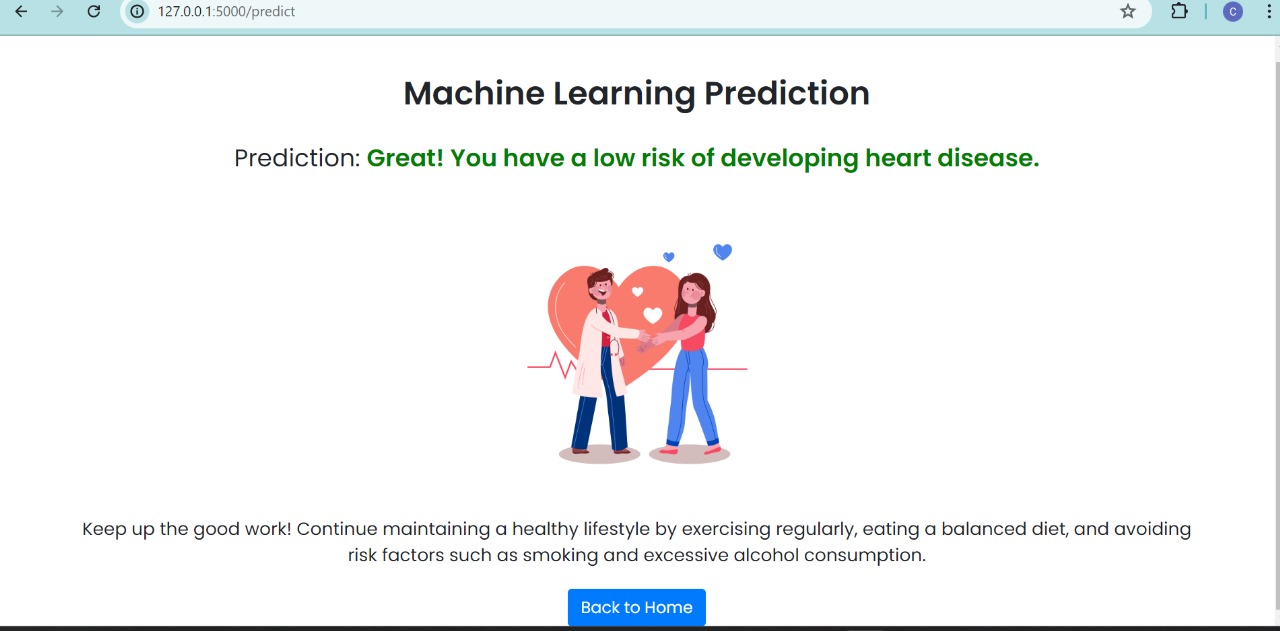 127.0.0.1:5000/predict
C
Machine Learning Prediction
Prediction: Great! You have a low risk of developing heart disease.
Keep up the good work! Continue maintaining a healthy lifestyle by exercising regularly, eating a balanced diet, and avoiding
risk factors such as smoking and excessive alcohol consumption.
Back to Home